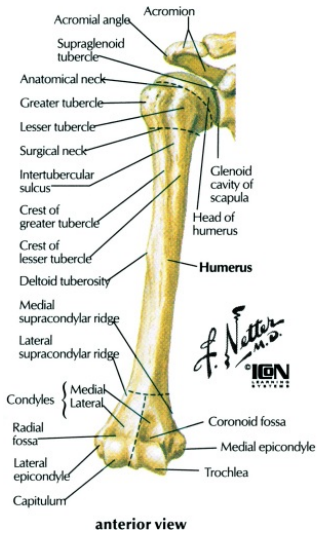 Acromion
Acromial angle
Supraglenoid
tubercle
Anatomical neck
Greater tubercle
Lesser tubercle
Surgical neck
Intertubercular
sulcus
Crest of
greater tubercle
Crest of
lesser tubercle
Deltoid tuberosity
Medial
supracondylar ridge
Lateral
supracondylar ridge
Condyles
Medial
Lateral
Radial
fossa
Lateral
epicondyle
Capitulum
Glenoid
cavity of
scapula
Head of
humerus
Humerus
F. Netter
M.D.
©ICON
LEARNING
SYSTEMS
Coronoid fossa
Medial epicondyle
Trochlea
anterior view